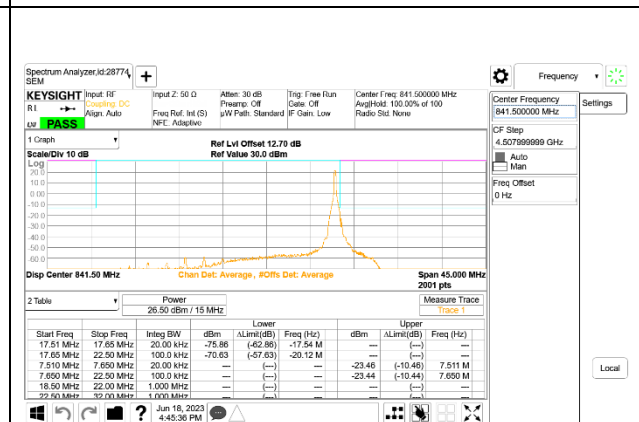 Spectrum Analyzer,Id:28774,
SEM
+
Frequency
KEYSIGHT
RL
PASS
Input: RF
Coupling: DC
Align: Auto
Input Z: 50 Ω
Freq Ref: Int (S)
NFE: Adaptive
Atten: 30 dB
Preamp: Off
µW Path: Standard
Trig: Free Run
Gate: Off
IF Gain: Low
Center Freq: 841.500000 MHz
Avg|Hold: 100.00% of 100
Radio Std: None
Center Frequency
841.500000 MHz
Settings
CF Step
4.507999999 GHz
Auto
Man
Freq Offset
0 Hz
1 Graph
Scale/Div 10 dB
Ref Lvl Offset 12.70 dB
Ref Value 30.0 dBm
Log
20.0
10.0
0.00
-10.0
-20.0
-30.0
-40.0
-50.0
-60.0
Disp Center 841.50 MHz
Chan Det: Average , #Offs Det: Average
Span 45.000 MHz
2001 pts
2 Table
Power
26.50 dBm / 15 MHz
Measure Trace
Trace 1
Lower Upper
Start Freq Stop Freq Integ BW dBm ΔLimit(dB) Freq (Hz) dBm ΔLimit(dB) Freq (Hz)
17.51 MHz 17.65 MHz 20.00 kHz -75.86 (-62.86) -17.54 M --- (---) ---
17.65 MHz 22.50 MHz 100.0 kHz -70.63 (-57.63) -20.12 M --- (---) ---
7.510 MHz 7.650 MHz 20.00 kHz --- (---) --- -23.46 (-10.46) 7.511 M
7.650 MHz 22.50 MHz 100.0 kHz --- (---) --- -23.44 (-10.44) 7.650 M
18.50 MHz 22.00 MHz 1.000 MHz --- (---) --- --- (---) ---
22.50 MHz 32.00 MHz 1.000 MHz --- (---) --- --- (---) ---
Local
?
Jun 18, 2023
4:45:36 PM